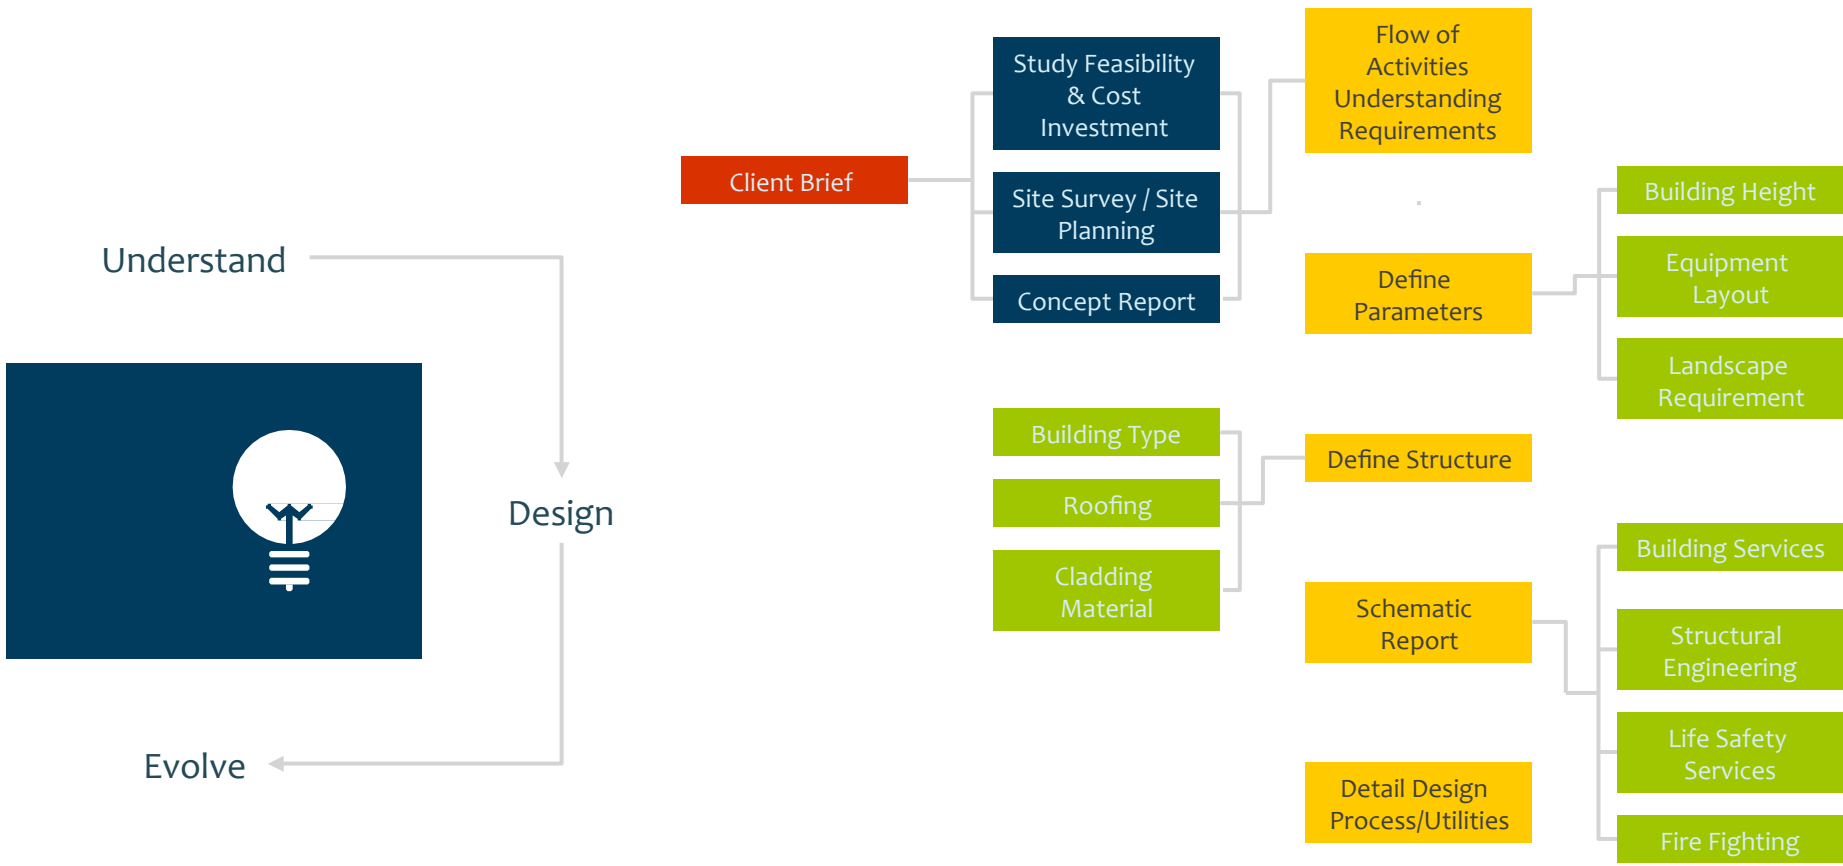 Understand
Design
Evolve
Client Brief
Study Feasibility
& Cost
Investment
Site Survey / Site
Planning
Concept Report
Flow of
Activities
Understanding
Requirements
Define
Parameters
Building Height
Equipment
Layout
Landscape
Requirement
Building Type
Roofing
Cladding
Material
Define Structure
Schematic
Report
Building Services
Structural
Engineering
Life Safety
Services
Fire Fighting
Detail Design
Process/Utilities